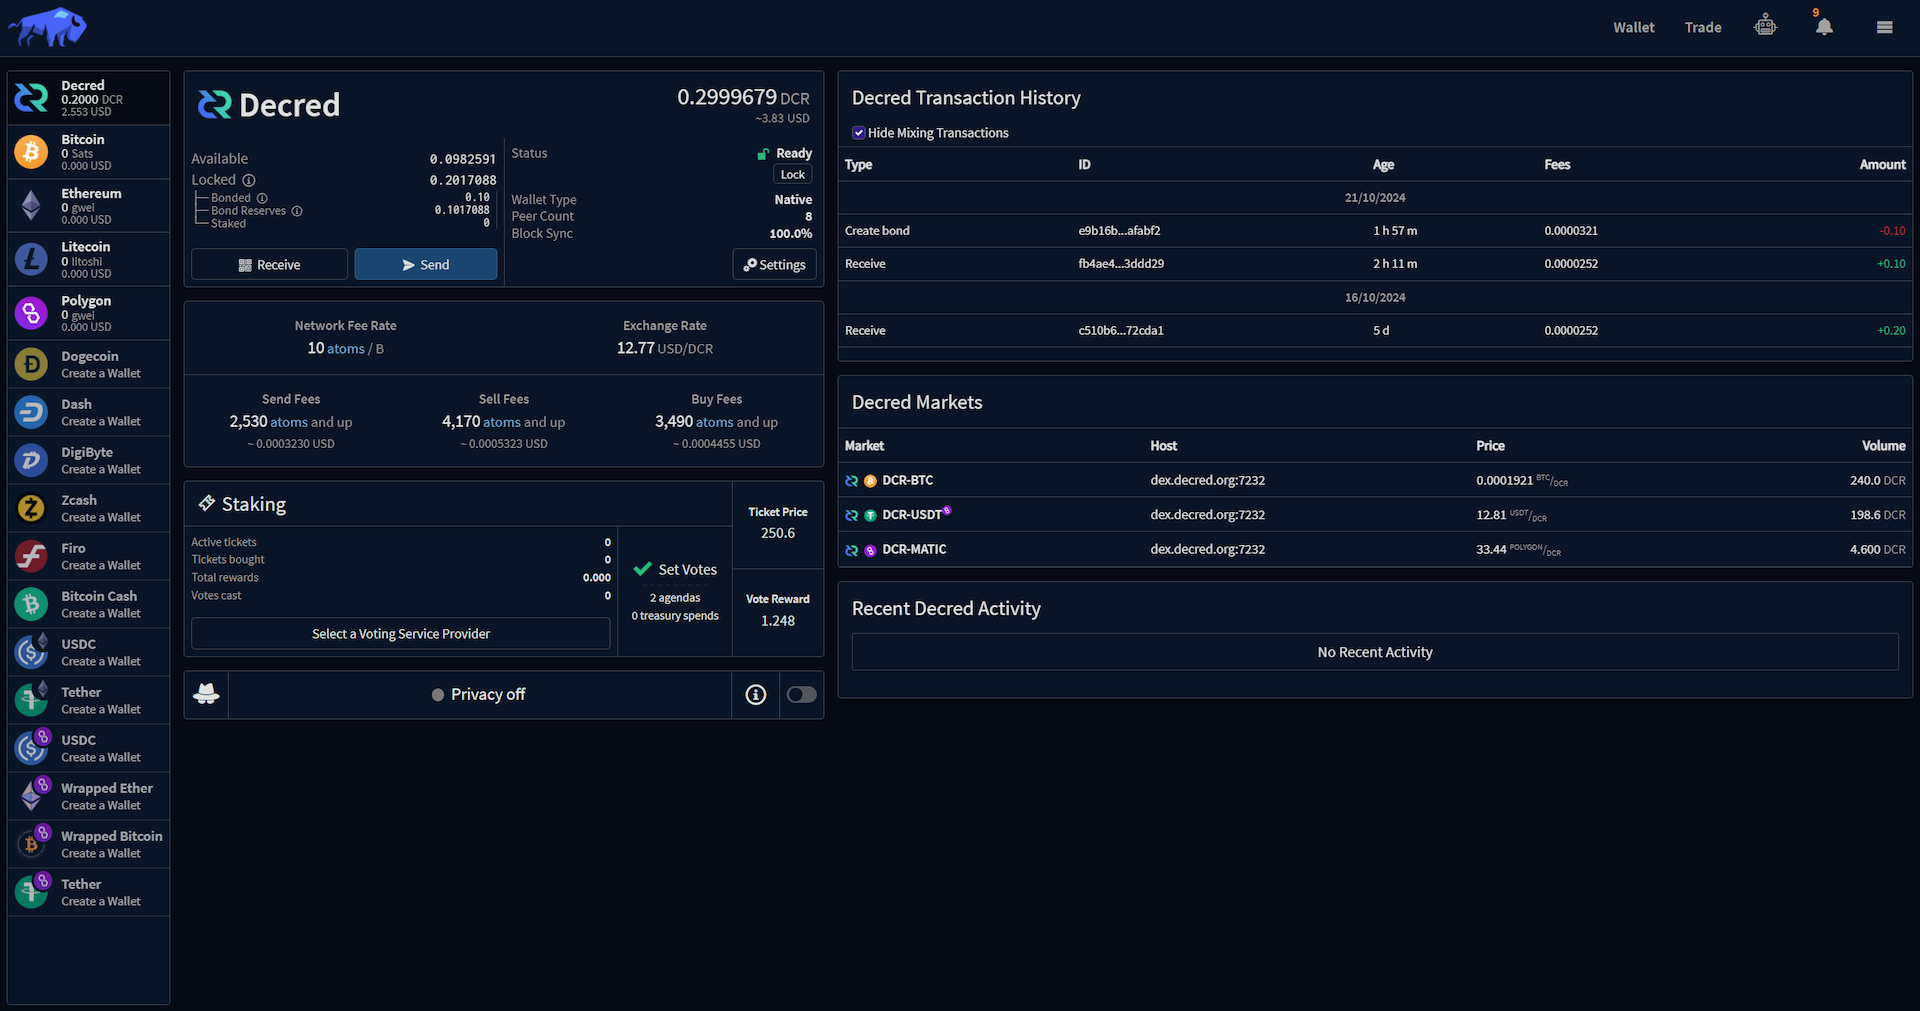 Wallet
Trade
9
Decred
0.2000 DCR
2.553 USD
Bitcoin
0 Sats
0.000 USD
Ethereum
0 gwei
0.000 USD
Litecoin
0 litoshi
0.000 USD
Polygon
0 gwei
0.000 USD
Dogecoin
Create a Wallet
Dash
Create a Wallet
DigiByte
Create a Wallet
Zcash
Create a Wallet
Firo
Create a Wallet
Bitcoin Cash
Create a Wallet
USDC
Create a Wallet
Tether
Create a Wallet
USDC
Create a Wallet
Wrapped Ether
Create a Wallet
Wrapped Bitcoin
Create a Wallet
Tether
Create a Wallet
Decred
0.2999679 DCR
~3.83 USD
Available 0.0982591
Locked 0.2017088
Bonded 0.10
Bond Reserves 0.1017088
Staked 0
Receive
Send
Status Ready
Lock
Wallet Type Native
Peer Count 8
Block Sync 100.0%
Settings
Network Fee Rate
10 atoms / B
Exchange Rate
12.77 USD/DCR
Send Fees
2,530 atoms and up
~ 0.0003230 USD
Sell Fees
4,170 atoms and up
~ 0.0005323 USD
Buy Fees
3,490 atoms and up
~ 0.0004455 USD
Staking
Active tickets 0
Tickets bought 0
Total rewards 0.000
Votes cast 0
Select a Voting Service Provider
Set Votes
2 agendas
0 treasury spends
Ticket Price
250.6
Vote Reward
1.248
Privacy off
Decred Transaction History
Hide Mixing Transactions
Type ID Age Fees Amount
21/10/2024
Create bond e9b16b...afabf2 1 h 57 m 0.0000321 -0.10
Receive fb4ae4...3ddd29 2 h 11 m 0.0000252 +0.10
16/10/2024
Receive c510b6...72cda1 5 d 0.0000252 +0.20
Decred Markets
Market Host Price Volume
DCR-BTC dex.decred.org:7232 0.0001921 BTC/DCR 240.0 DCR
DCR-USDT dex.decred.org:7232 12.81 USDT/DCR 198.6 DCR
DCR-MATIC dex.decred.org:7232 33.44 POLYGON/DCR 4.600 DCR
Recent Decred Activity
No Recent Activity